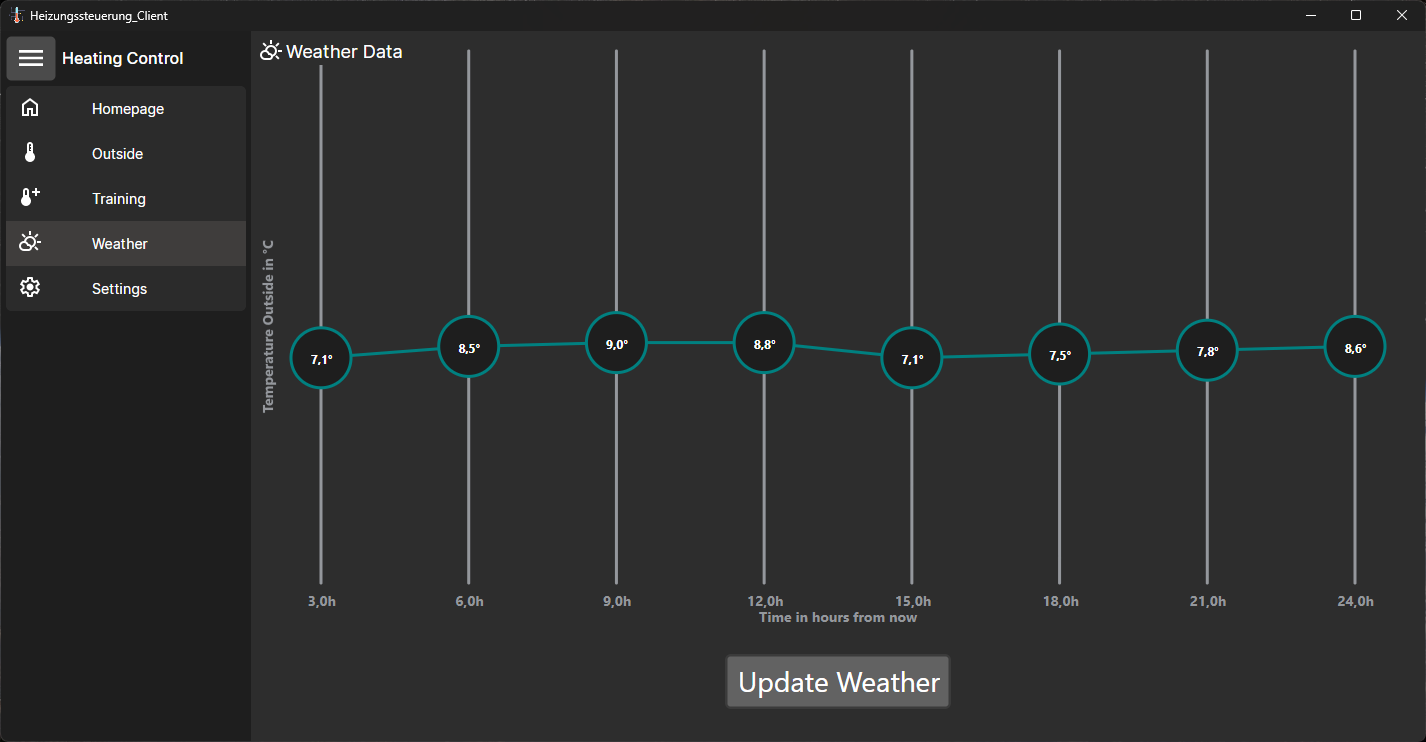 Heizungssteuerung_Client
Heating Control
Homepage
Outside
Training
Weather
Settings
Weather Data
Temperature Outside in °C
7,1° 8,5° 9,0° 8,8° 7,1° 7,5° 7,8° 8,6°
3,0h 6,0h 9,0h 12,0h 15,0h 18,0h 21,0h 24,0h
Time in hours from now
Update Weather